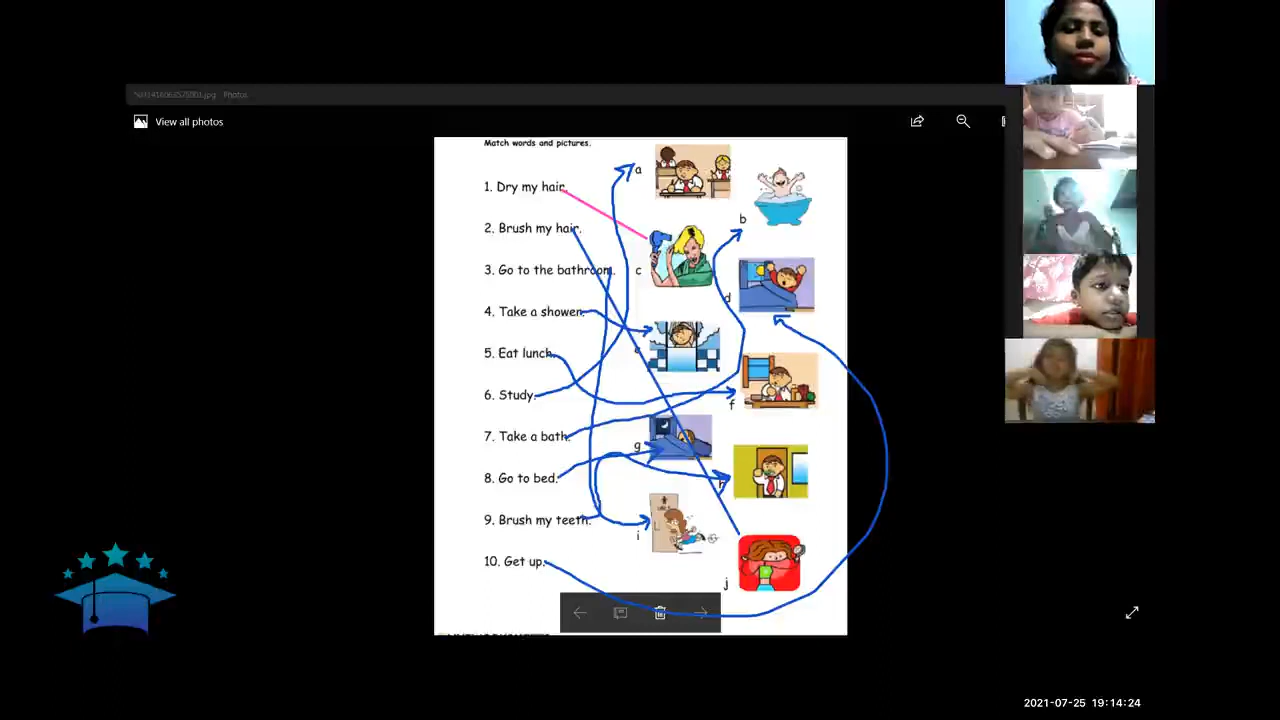 Photos
View all photos
Match words and pictures.
1. Dry my hair.
2. Brush my hair.
3. Go to the bathroom.
4. Take a shower.
5. Eat lunch.
6. Study.
7. Take a bath.
8. Go to bed.
9. Brush my teeth.
10. Get up.
a
b
c
d
e
f
g
h
i
j
2021-07-25 19:14:24